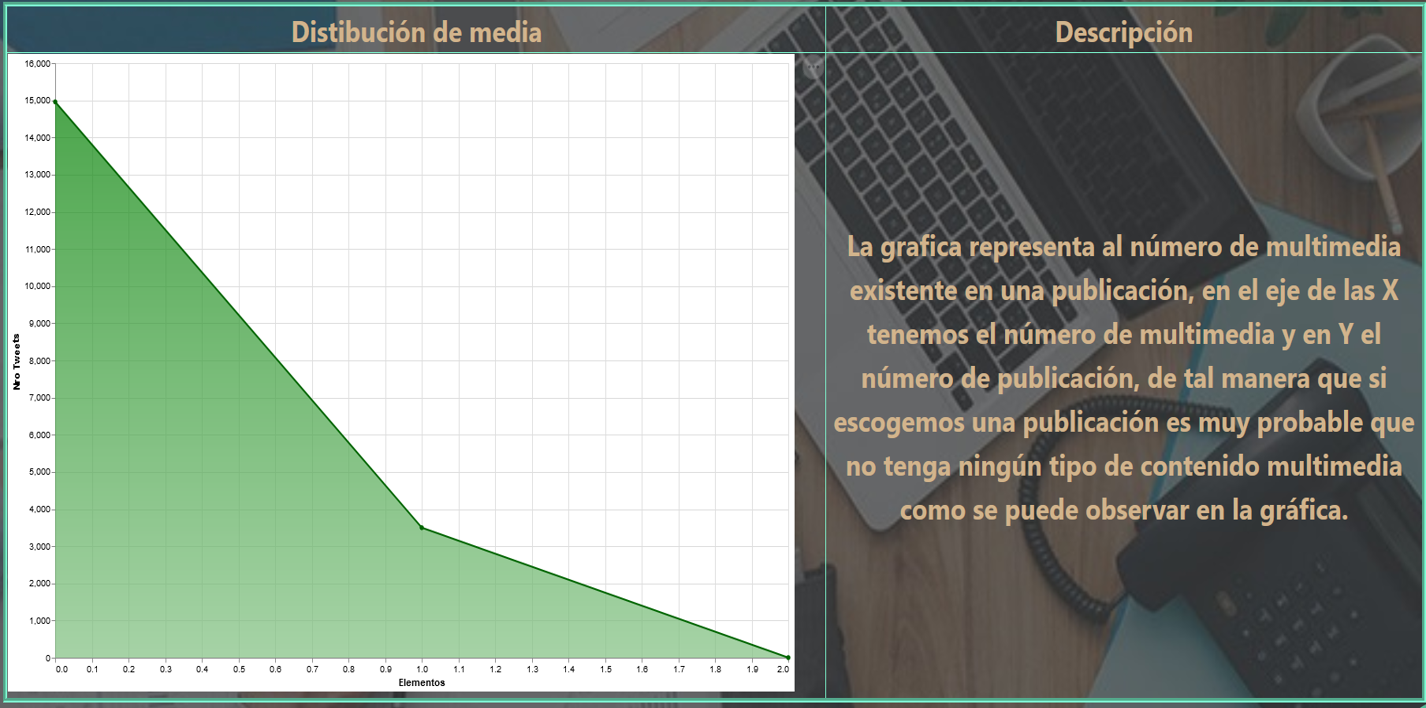 Distibución de media
Descripción
16,000
15,000
14,000
13,000
12,000
11,000
10,000
9,000
8,000
7,000
6,000
5,000
4,000
3,000
2,000
1,000
0
Nro Tweets
0.0 0.1 0.2 0.3 0.4 0.5 0.6 0.7 0.8 0.9 1.0 1.1 1.2 1.3 1.4 1.5 1.6 1.7 1.8 1.9 2.0
Elementos
La grafica representa al número de multimedia
existente en una publicación, en el eje de las X
tenemos el número de multimedia y en Y el
número de publicación, de tal manera que si
escogemos una publicación es muy probable que
no tenga ningún tipo de contenido multimedia
como se puede observar en la gráfica.